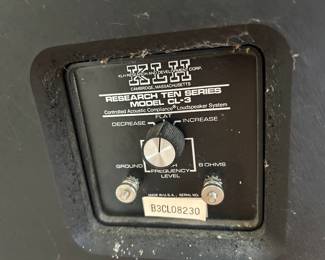 KLH
KLH RESEARCH AND DEVELOPMENT CORP.
CAMBRIDGE, MASSACHUSETTS
RESEARCH TEN SERIES
MODEL CL-3
Controlled Acoustic Compliance Loudspeaker System
FLAT
DECREASE INCREASE
GROUND 8 OHMS
FREQUENCY
LEVEL
MADE IN U.S.A. SERIAL NO.
B3CL08230